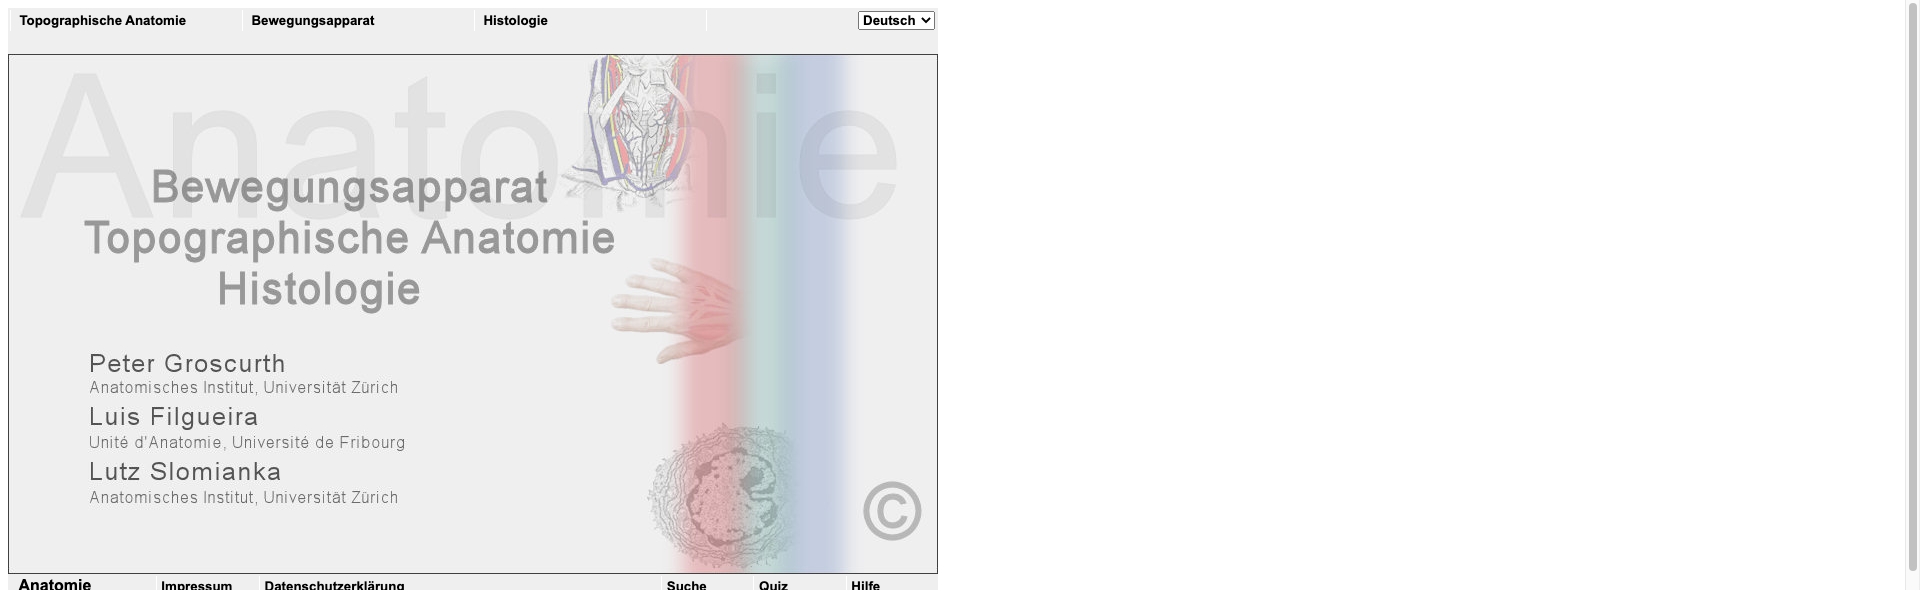 Topographische Anatomie
Bewegungsapparat
Histologie
Deutsch
Anatomie
Bewegungsapparat
Topographische Anatomie
Histologie
Peter Groscurth
Anatomisches Institut, Universität Zürich
Luis Filgueira
Unité d'Anatomie, Université de Fribourg
Lutz Slomianka
Anatomisches Institut, Universität Zürich
©
Anatomie
Impressum
Datenschutzerklärung
Suche
Quiz
Hilfe